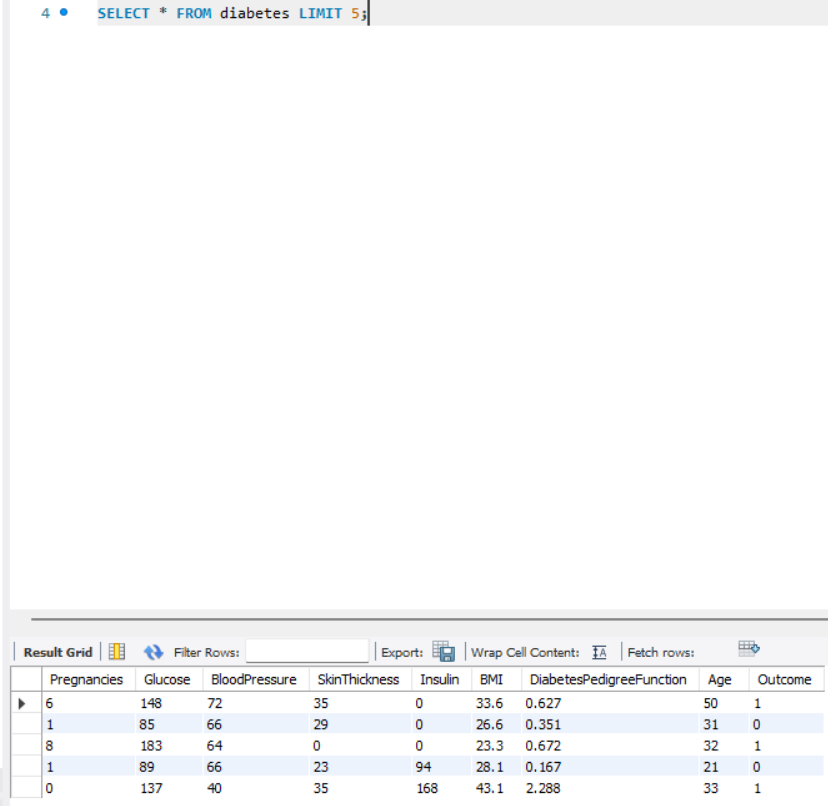 4 SELECT * FROM diabetes LIMIT 5;
Result Grid Filter Rows: Export: Wrap Cell Content: Fetch rows:
Pregnancies Glucose BloodPressure SkinThickness Insulin BMI DiabetesPedigreeFunction Age Outcome
6 148 72 35 0 33.6 0.627 50 1
1 85 66 29 0 26.6 0.351 31 0
8 183 64 0 0 23.3 0.672 32 1
1 89 66 23 94 28.1 0.167 21 0
0 137 40 35 168 43.1 2.288 33 1